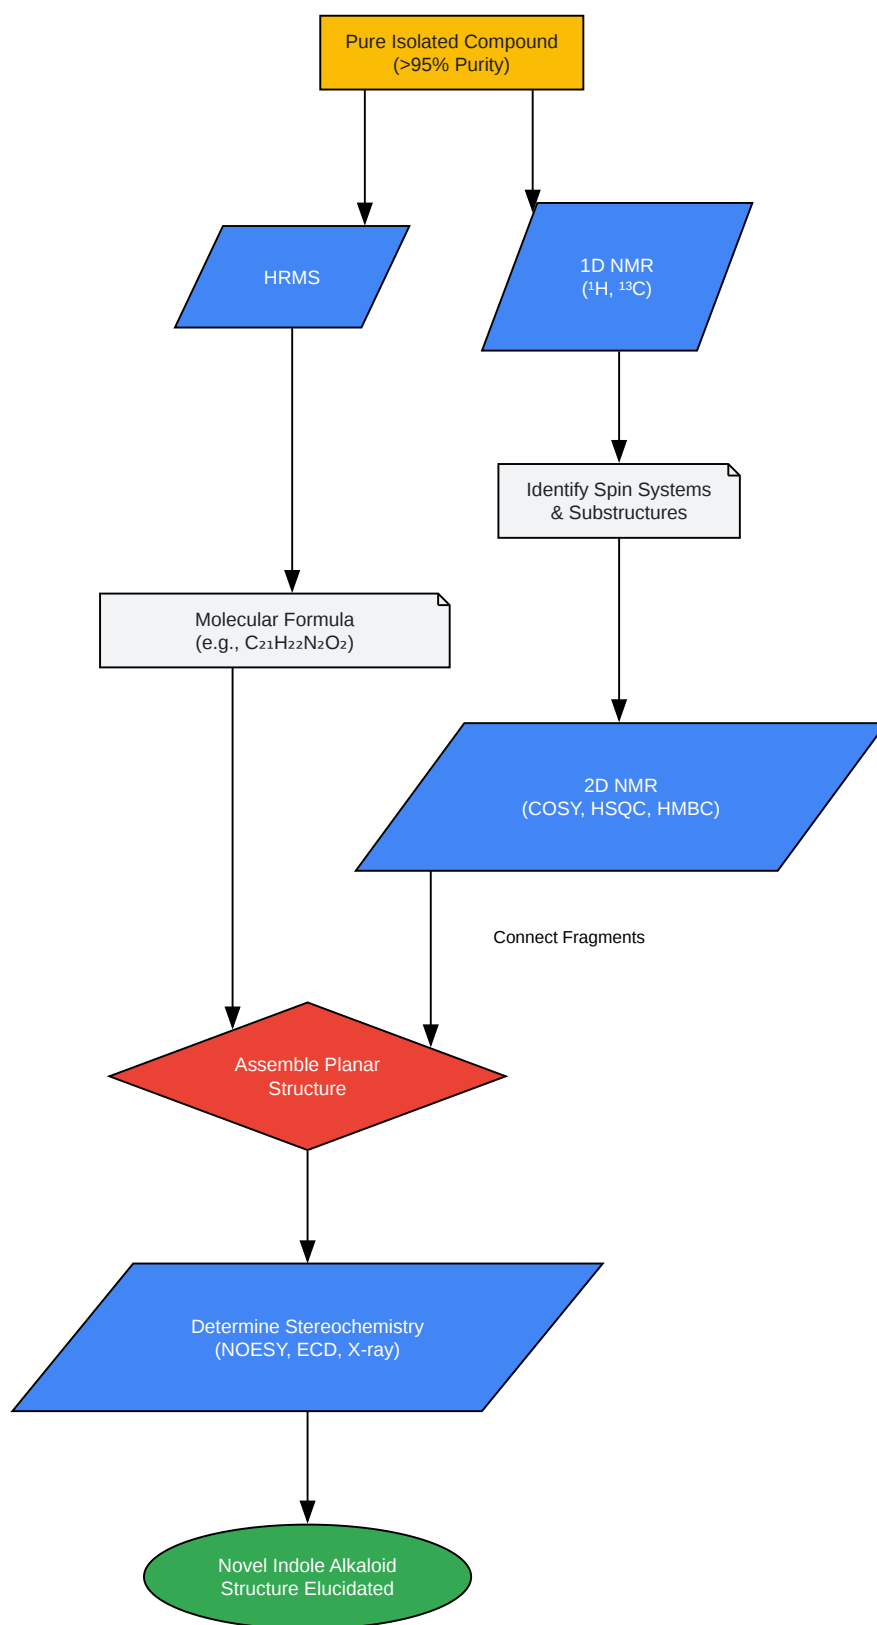 Pure Isolated Compound
(>95% Purity)
HRMS
1D NMR
(¹H, ¹³C)
Identify Spin Systems
& Substructures
Molecular Formula
(e.g., C₂₁H₂₂N₂O₂)
2D NMR
(COSY, HSQC, HMBC)
Connect Fragments
Assemble Planar
Structure
Determine Stereochemistry
(NOESY, ECD, X-ray)
Novel Indole Alkaloid
Structure Elucidated